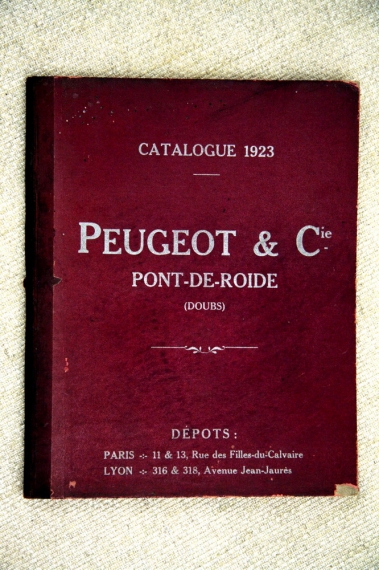 CATALOGUE 1923
PEUGEOT & Cie
PONT-DE-ROIDE
(DOUBS)
DÉPOTS :
PARIS -:- 11 & 13, Rue des Filles-du-Calvaire
LYON -:- 316 & 318, Avenue Jean-Jaurès